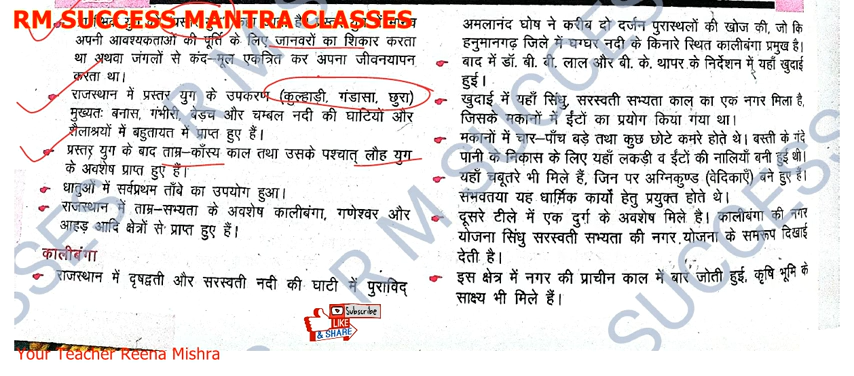 RM SUCCESS MANTRA CLASSES
अपनी आवश्यकताओं की पूर्ति के लिए जानवरों का शिकार करता
था अथवा जंगलों से कंद-मूल एकत्रित कर अपना जीवनयापन
करता था।
राजस्थान में प्रस्तर युग के उपकरण (कुल्हाड़ी, गंडासा, छुरा)
मुख्यतः बनास, गंभीरी, बेड़च और चम्बल नदी की घाटियों और
शैलाश्रयों में बहुतायत में प्राप्त हुए हैं।
प्रस्तर युग के बाद ताम्र-काँस्य काल तथा उसके पश्चात् लौह युग
के अवशेष प्राप्त हुए हैं।
धातुओं में सर्वप्रथम ताँबे का उपयोग हुआ।
राजस्थान में ताम्र-सभ्यता के अवशेष कालीबंगा, गणेश्वर और
आहड़ आदि क्षेत्रों से प्राप्त हुए हैं।
कालीबंगा
राजस्थान में दृषद्वती और सरस्वती नदी की घाटी में पुराविद्
अमलानंद घोष ने करीब दो दर्जन पुरास्थलों की खोज की, जो कि
हनुमानगढ़ जिले में घग्घर नदी के किनारे स्थित कालीबंगा प्रमुख है।
बाद में डॉ. बी. बी. लाल और बी. के. थापर के निर्देशन में यहाँ खुदाई
हुई।
खुदाई में यहाँ सिंधु, सरस्वती सभ्यता काल का एक नगर मिला है,
जिसके मकानों में ईंटों का प्रयोग किया गया था।
मकानों में चार-पाँच बड़े तथा कुछ छोटे कमरे होते थे। बस्ती के गंदे
पानी के निकास के लिए यहाँ लकड़ी व ईंटों की नालियाँ बनी हुई थी।
यहाँ चबूतरे भी मिले हैं, जिन पर अग्निकुण्ड (वेदिकाएँ) बने हुए हैं।
संभवतया यह धार्मिक कार्यों हेतु प्रयुक्त होते थे।
दूसरे टीले में एक दुर्ग के अवशेष मिले है। कालीबंगा की नगर
योजना सिंधु सरस्वती सभ्यता की नगर योजना के समरूप दिखाई
देती है।
इस क्षेत्र में नगर की प्राचीन काल में बार जोती हुई, कृषि भूमि के
साक्ष्य भी मिले हैं।
R M SUCCESS
Subscribe
LIKE
& SHARE
Your Teacher Reena Mishra